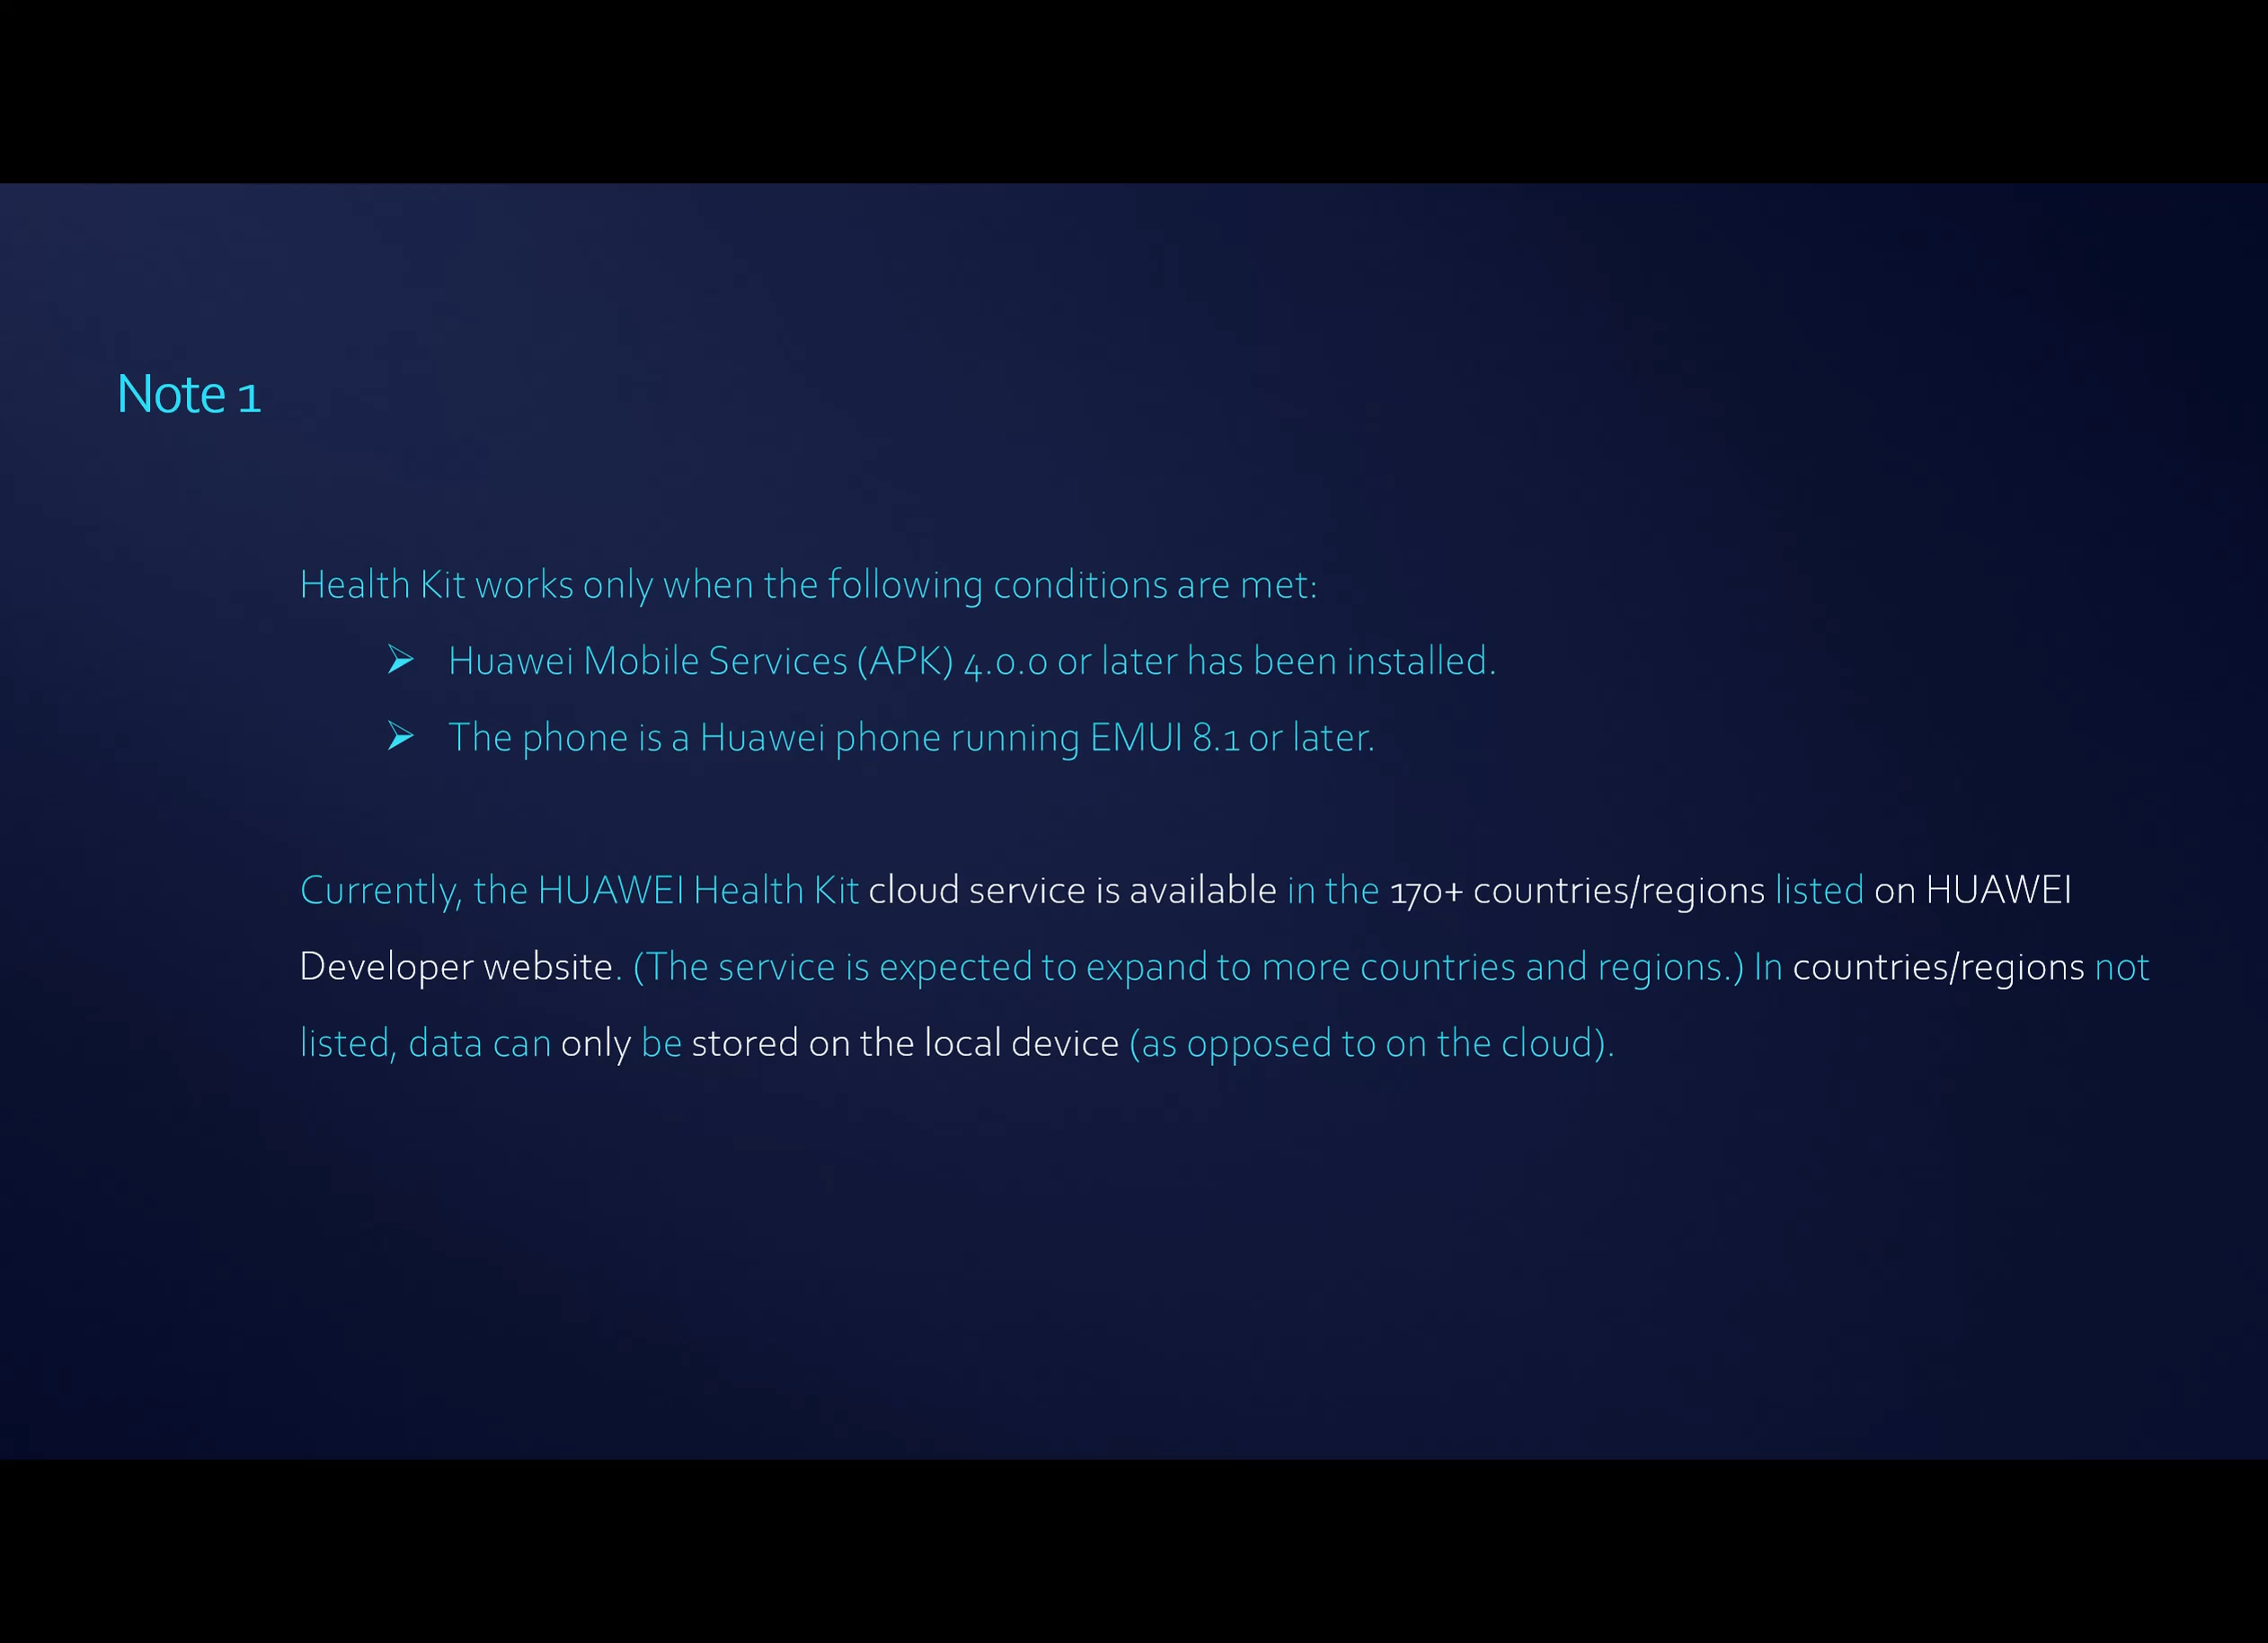 Note 1
Health Kit works only when the following conditions are met:
➢ Huawei Mobile Services (APK) 4.0.0 or later has been installed.
➢ The phone is a Huawei phone running EMUI 8.1 or later.
Currently, the HUAWEI Health Kit cloud service is available in the 170+ countries/regions listed on HUAWEI
Developer website. (The service is expected to expand to more countries and regions.) In countries/regions not
listed, data can only be stored on the local device (as opposed to on the cloud).